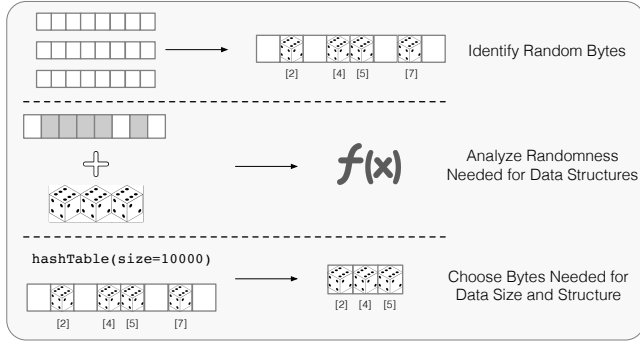 Identify Random Bytes
[2] [4] [5] [7]
f(x)
Analyze Randomness
Needed for Data Structures
hashTable(size=10000)
Choose Bytes Needed for
Data Size and Structure
[2] [4] [5] [7]
[2] [4] [5]